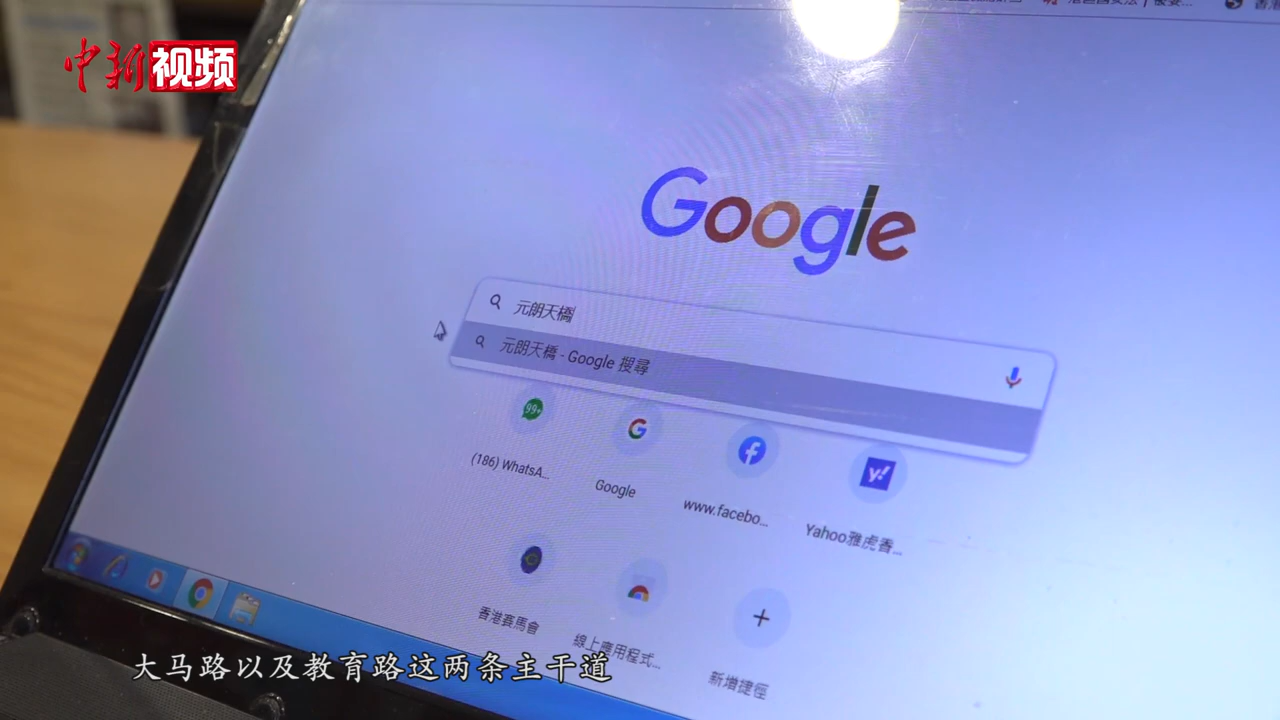 中新视频
Google
元朗天橋
元朗天橋 - Google 搜尋
99+
(186) WhatsA...
Google
www.facebo...
Yahoo雅虎香...
香港賽馬會
線上應用程式...
新增捷徑
大马路以及教育路这两条主干道